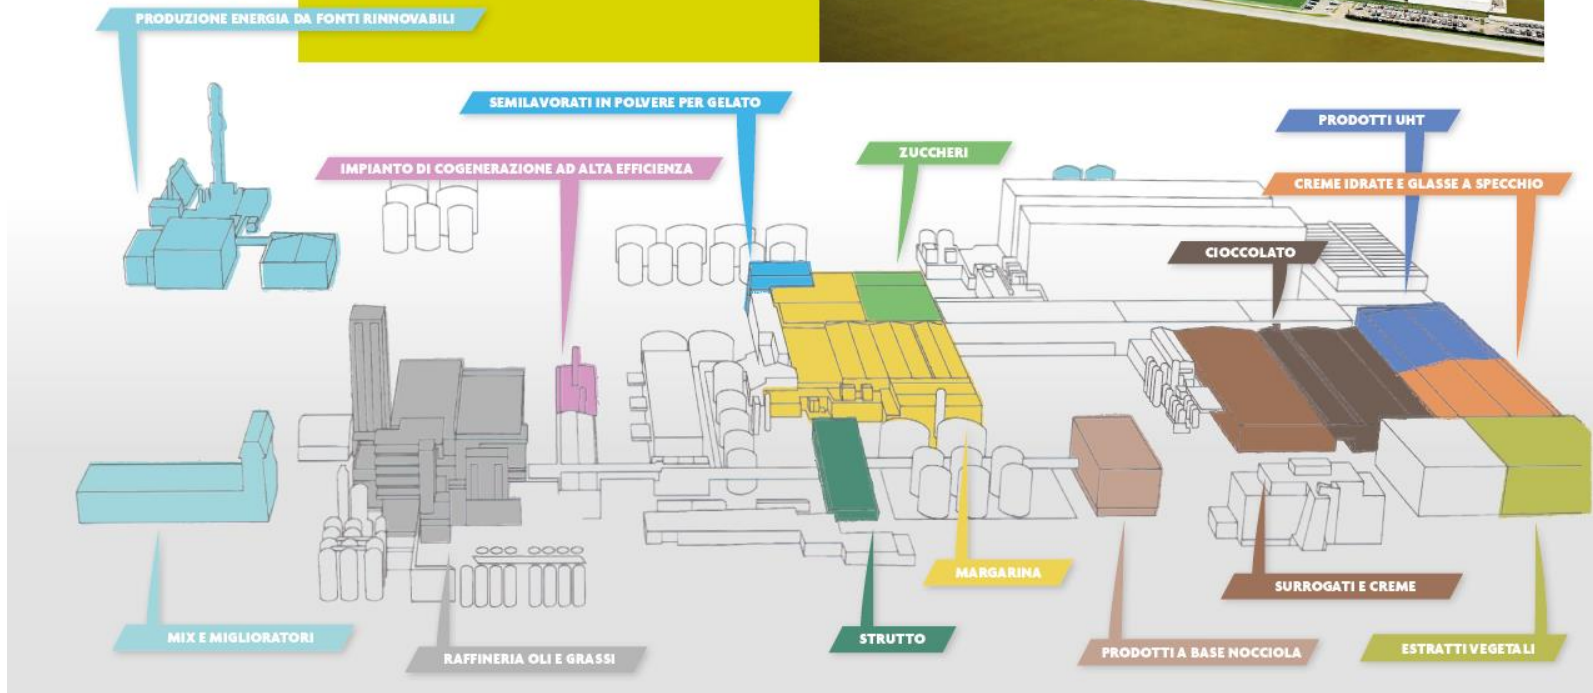 PRODUZIONE ENERGIA DA FONTI RINNOVABILI
SEMILAVORATI IN POLVERE PER GELATO
PRODOTTI UHT
ZUCCHERI
IMPIANTO DI COGENERAZIONE AD ALTA EFFICIENZA
CREME IDRATE E GLASSE A SPECCHIO
CIOCCOLATO
MARGARINA
SURROGATI E CREME
MIX E MIGLIORATORI
STRUTTO
ESTRATTI VEGETALI
PRODOTTI A BASE NOCCIOLA
RAFFINERIA OLI E GRASSI